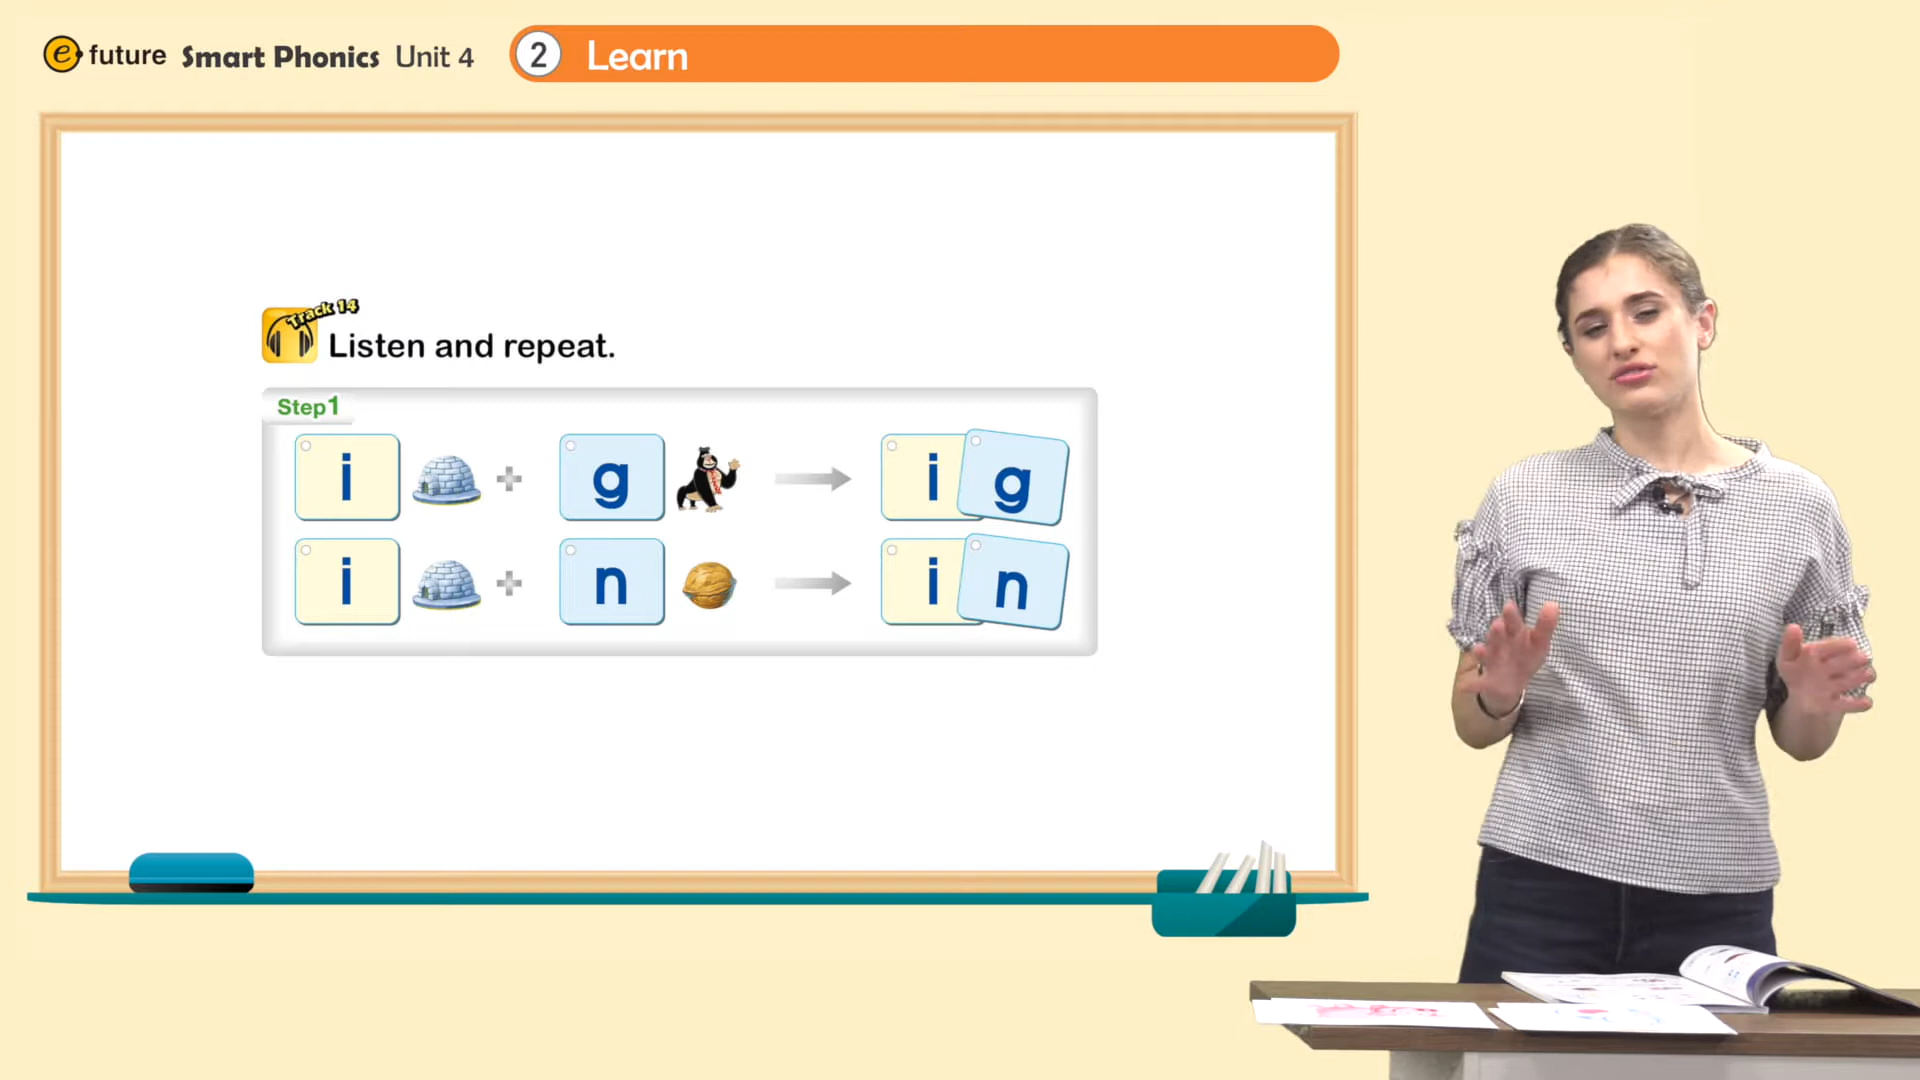 e future Smart Phonics Unit 4
2 Learn
Track 14
Listen and repeat.
Step1
i + g i g
i + n i n